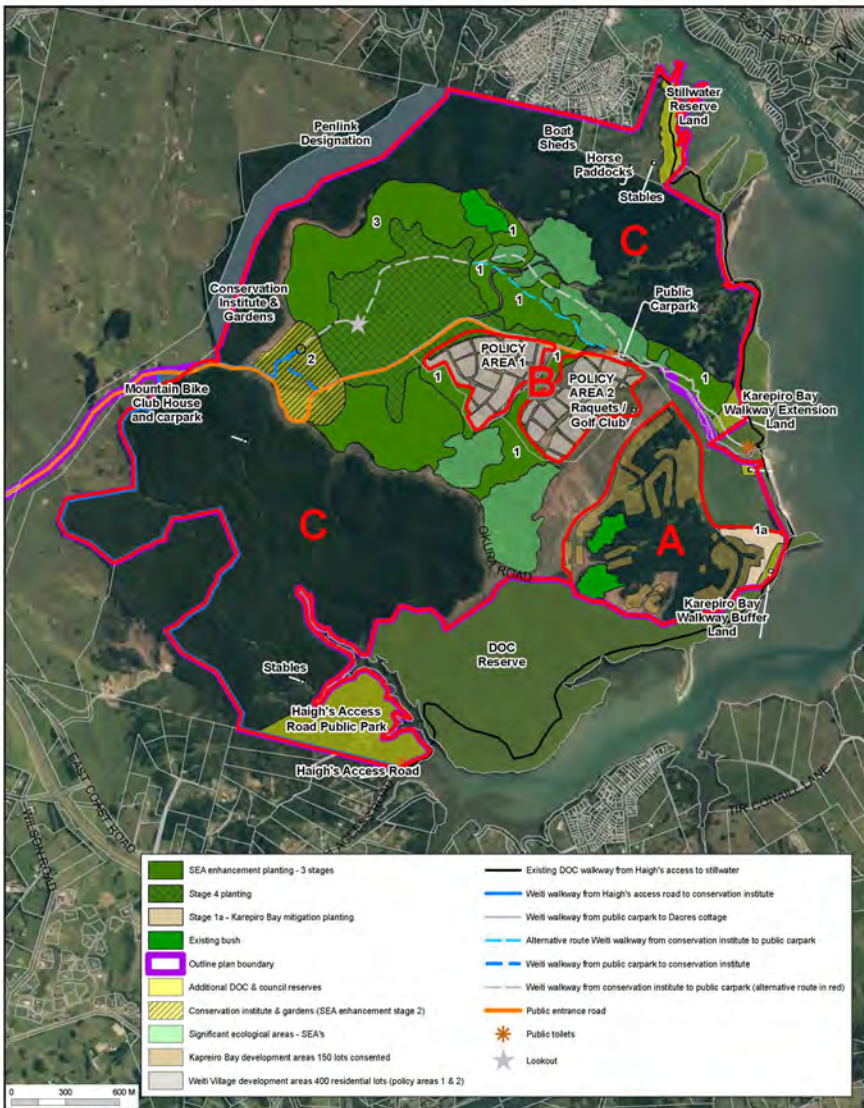 SCOTT ROAD
Stillwater
Reserve
Land
Penlink
Designation
Boat
Sheds
Horse
Paddocks
Stables
3
1
C
1
1
Public
Carpark
Conservation
Institute &
Gardens
2
POLICY
AREA 1
1
1
B
POLICY
AREA 2
Raquets /
Golf Club
1
Mountain Bike
Club House
and carpark
Karepiro Bay
Walkway Extension
Land
1
C
OKURA ROAD
A
1a
Karepiro Bay
Walkway Buffer
Land
DOC
Reserve
Stables
Haigh's Access
Road Public Park
Haigh's Access Road
EAST COAST ROAD
WILSON ROAD
TIR CONAILL LANE
SEA enhancement planting - 3 stages
Stage 4 planting
Stage 1a - Karepiro Bay mitigation planting
Existing bush
Outline plan boundary
Additional DOC & council reserves
Conservation institute & gardens (SEA enhancement stage 2)
Significant ecological areas - SEA's
Kapreiro Bay development areas 150 lots consented
Weiti Village development areas 400 residential lots (policy areas 1 & 2)
Existing DOC walkway from Haigh's access to stillwater
Weiti walkway from Haigh's access road to conservation institute
Weiti walkway from public carpark to Dacres cottage
Alternative route Weiti walkway from conservation institute to public carpark
Weiti walkway from public carpark to conservation institute
Weiti walkway from conservation institute to public carpark (alternative route in red)
Public entrance road
Public toilets
Lookout
0 300 600 M